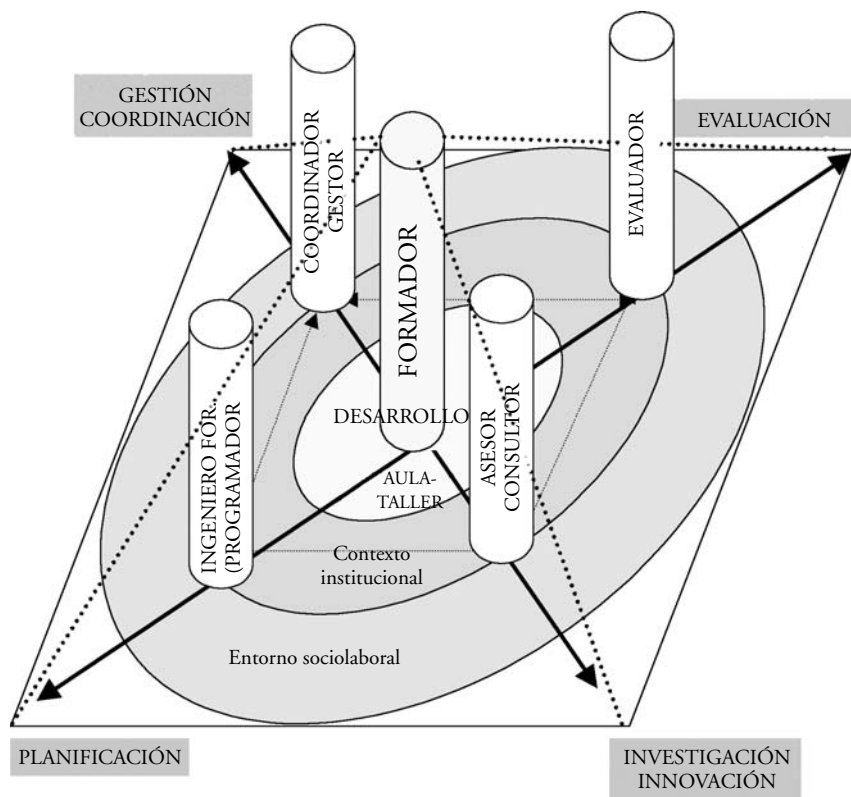 GESTIÓN
COORDINACIÓN
EVALUACIÓN
COORDINADOR
GESTOR
EVALUADOR
FORMADOR
INGENIERO FOR.
(PROGRAMADOR
ASESOR
CONSULTOR
DESARROLLO
AULA-
TALLER
Contexto
institucional
Entorno sociolaboral
PLANIFICACIÓN
INVESTIGACIÓN
INNOVACIÓN